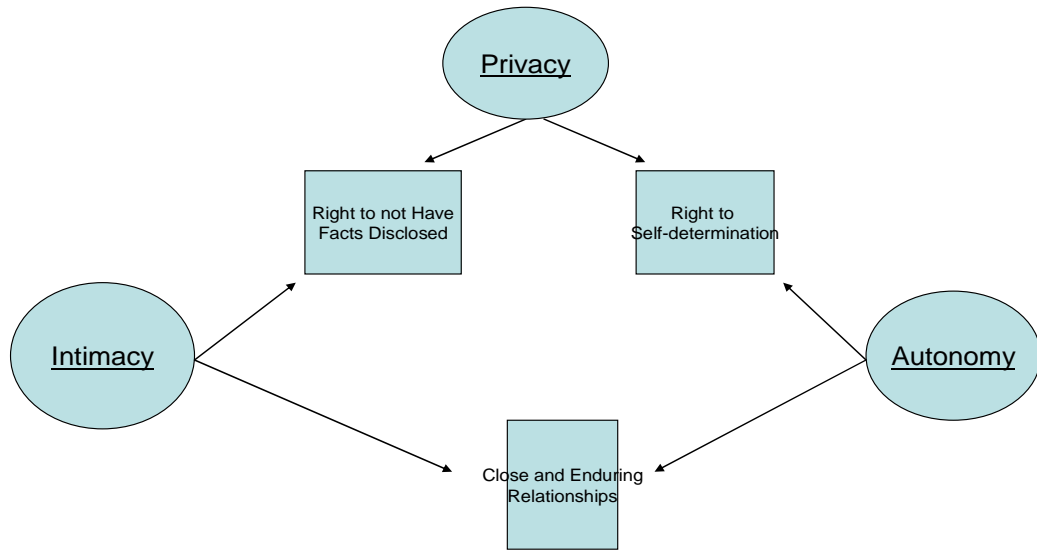 Privacy
Right to not Have
Facts Disclosed
Right to
Self-determination
Intimacy
Autonomy
Close and Enduring
Relationships